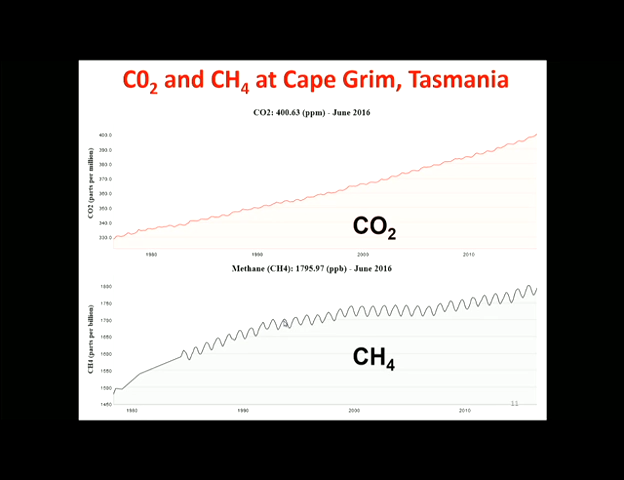 C0₂ and CH₄ at Cape Grim, Tasmania
CO2: 400.63 (ppm) - June 2016
CO2 (parts per million)
400.0
390.0
380.0
370.0
360.0
350.0
340.0
330.0
CO₂
1980 1990 2000 2010
Methane (CH4): 1795.97 (ppb) - June 2016
CH4 (parts per billion)
1750
1700
1650
1600
1550
1450
CH₄
11
1980 1990 2000 2010